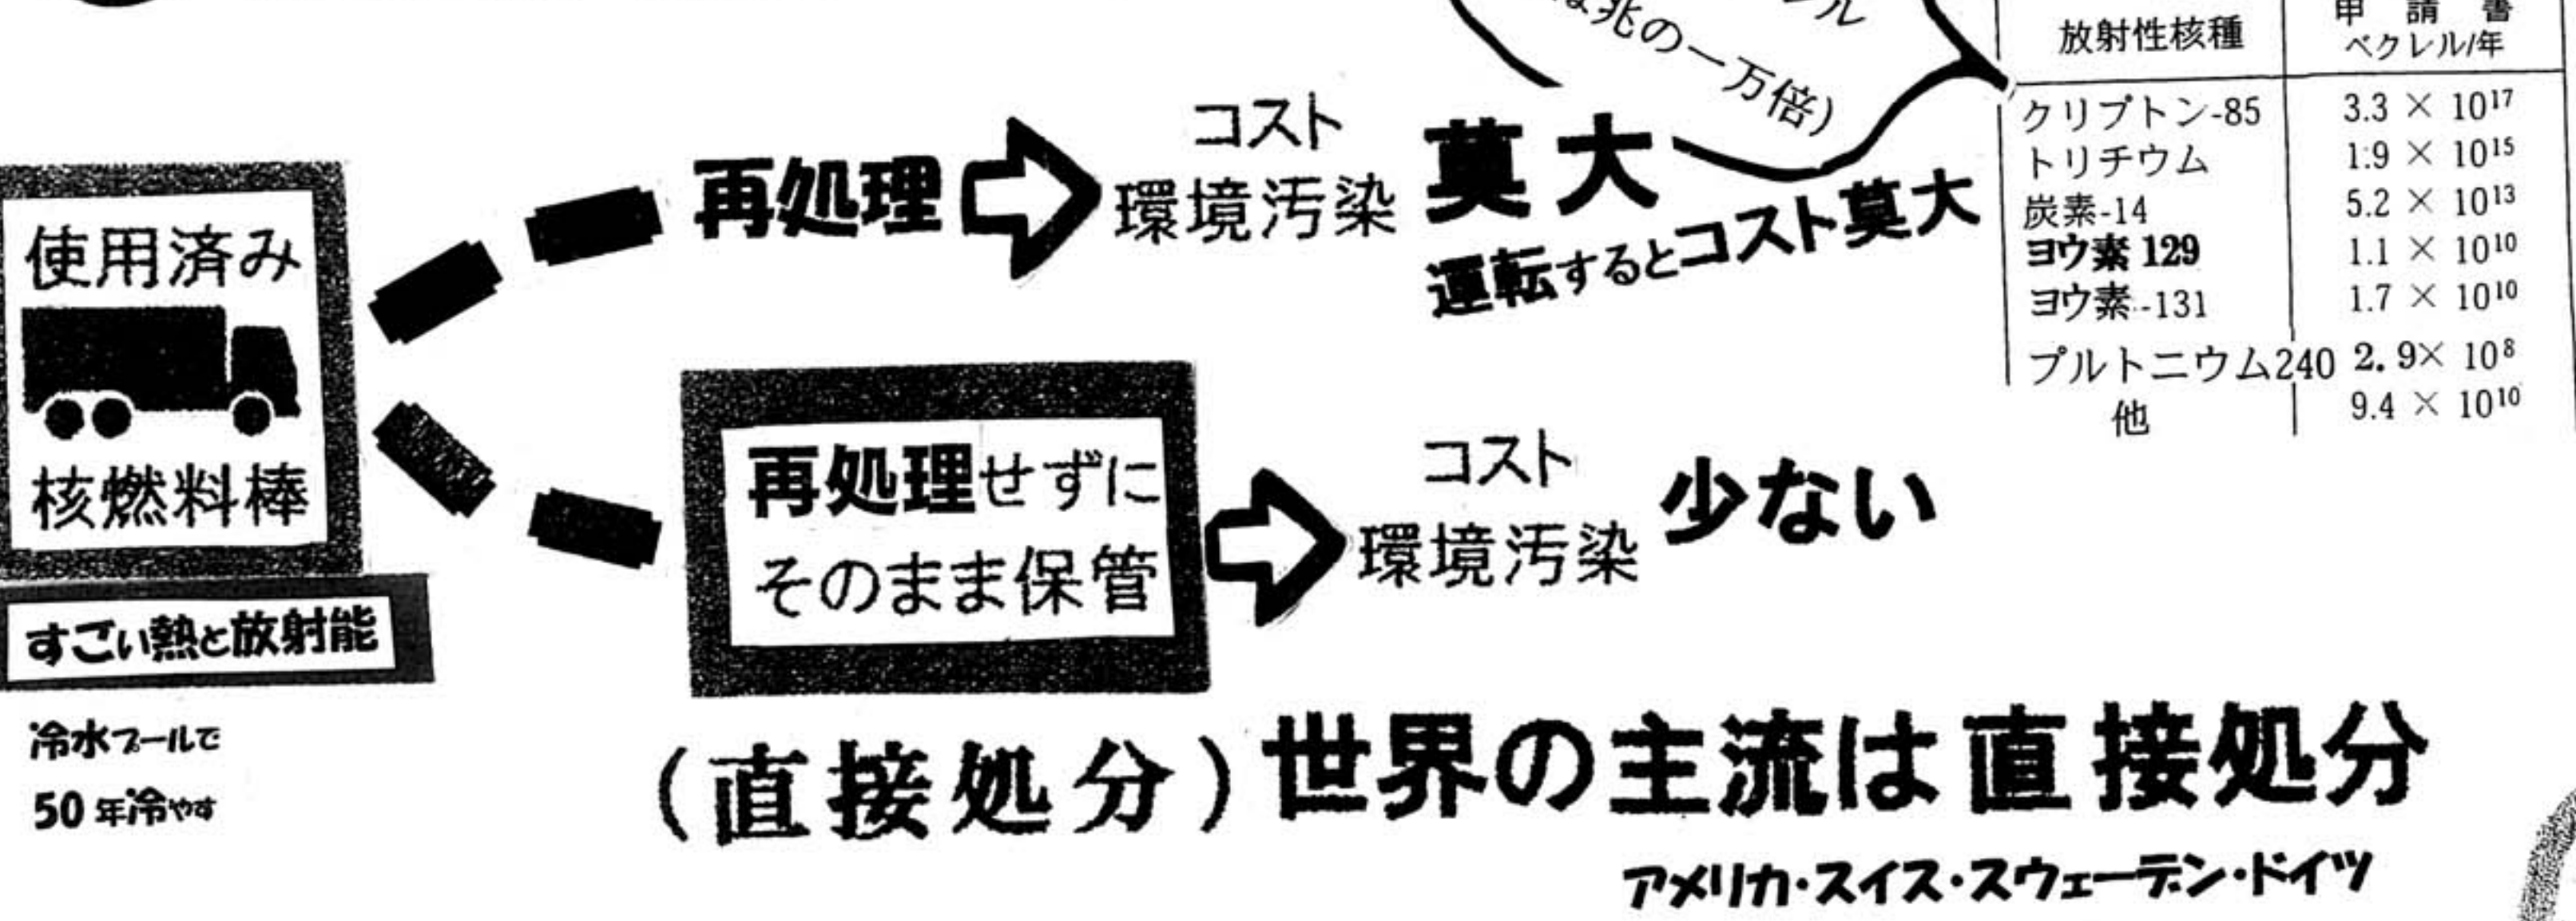 は兆の一万倍)
放射性核種
申請書
ベクレル/年
クリプトン-85 3.3 × 10¹⁷
トリチウム 1.9 × 10¹⁵
炭素-14 5.2 × 10¹³
ヨウ素129 1.1 × 10¹⁰
ヨウ素-131 1.7 × 10¹⁰
プルトニウム240 2.9× 10⁸
他 9.4 × 10¹⁰
使用済み
核燃料棒
すごい熱と放射能
冷水プールで
50年冷やす
再処理
コスト
環境汚染
莫大
運転するとコスト莫大
再処理せずに
そのまま保管
コスト
環境汚染
少ない
(直接処分)世界の主流は直接処分
アメリカ・スイス・スウェーデン・ドイツ